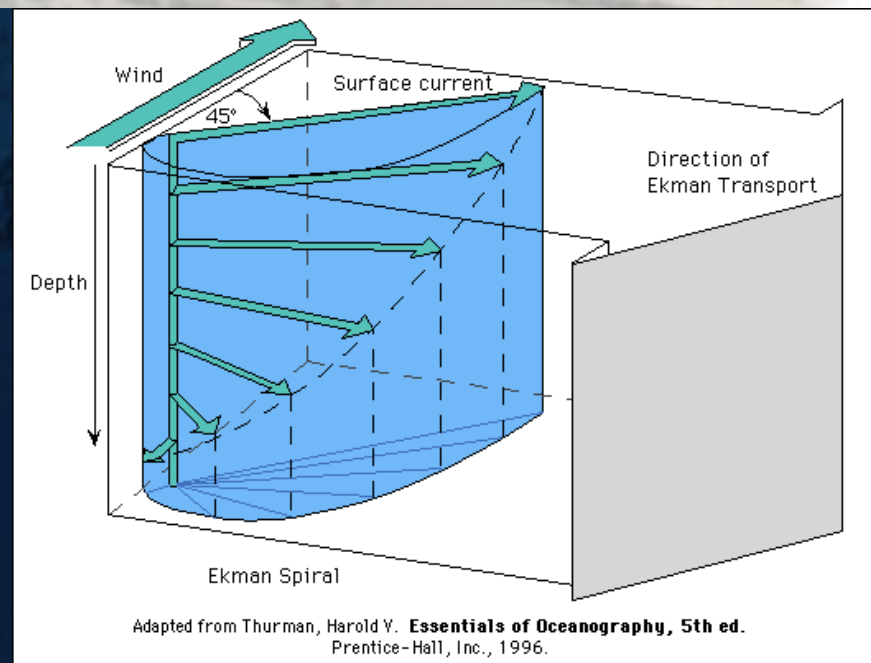 Wind
Surface current
45°
Direction of
Ekman Transport
Depth
Ekman Spiral
Adapted from Thurman, Harold V. Essentials of Oceanography, 5th ed.
Prentice-Hall, Inc., 1996.